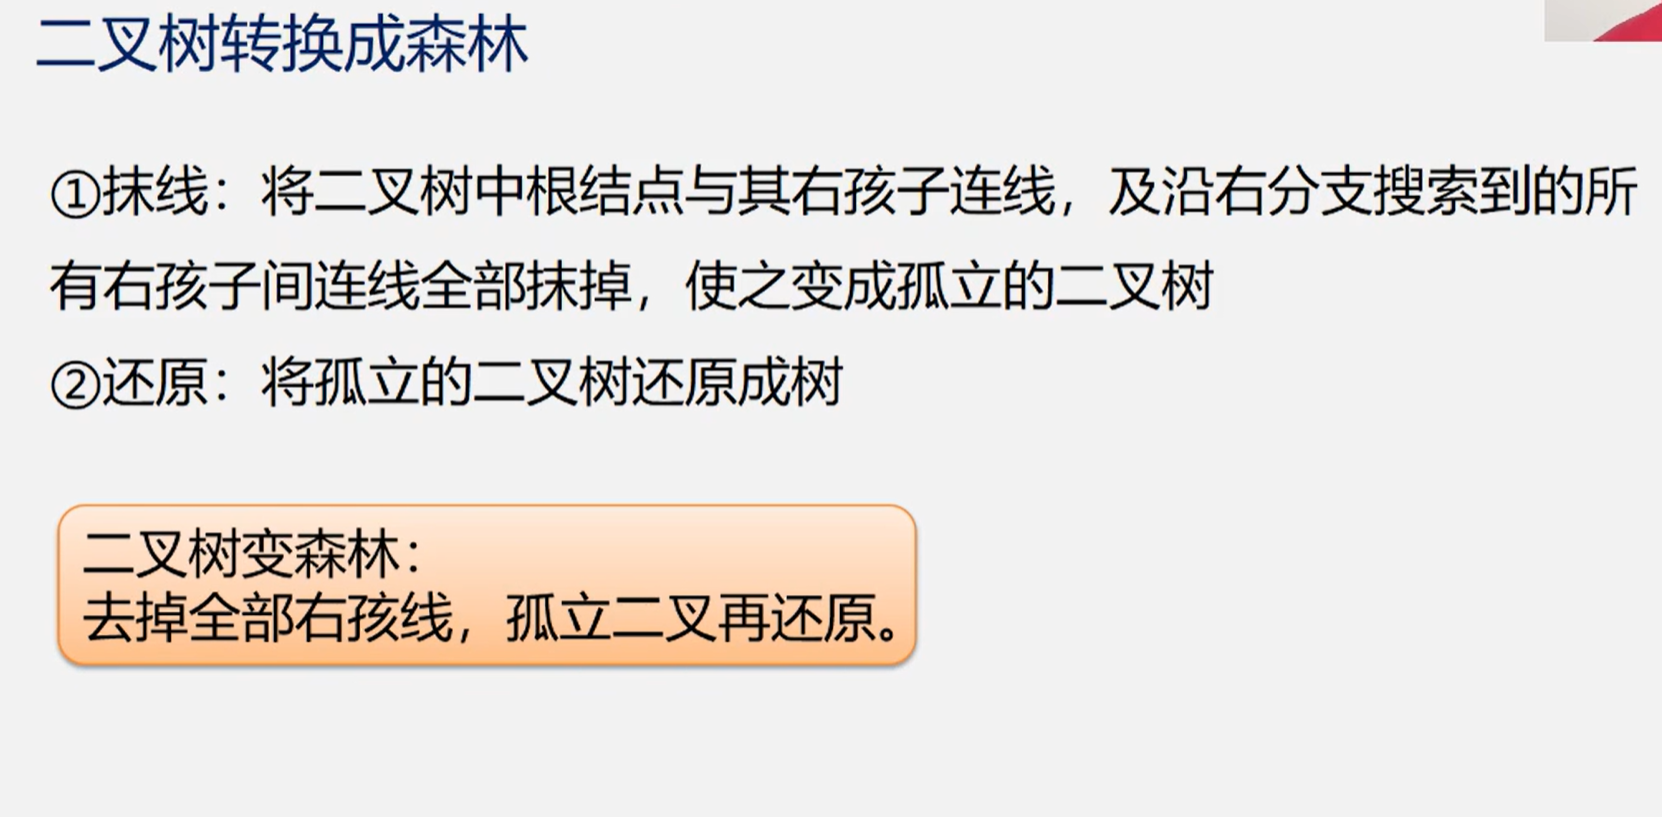 二叉树转换成森林
①抹线：将二叉树中根结点与其右孩子连线，及沿右分支搜索到的所
有右孩子间连线全部抹掉，使之变成孤立的二叉树
②还原：将孤立的二叉树还原成树
二叉树变森林：
去掉全部右孩线，孤立二叉再还原。